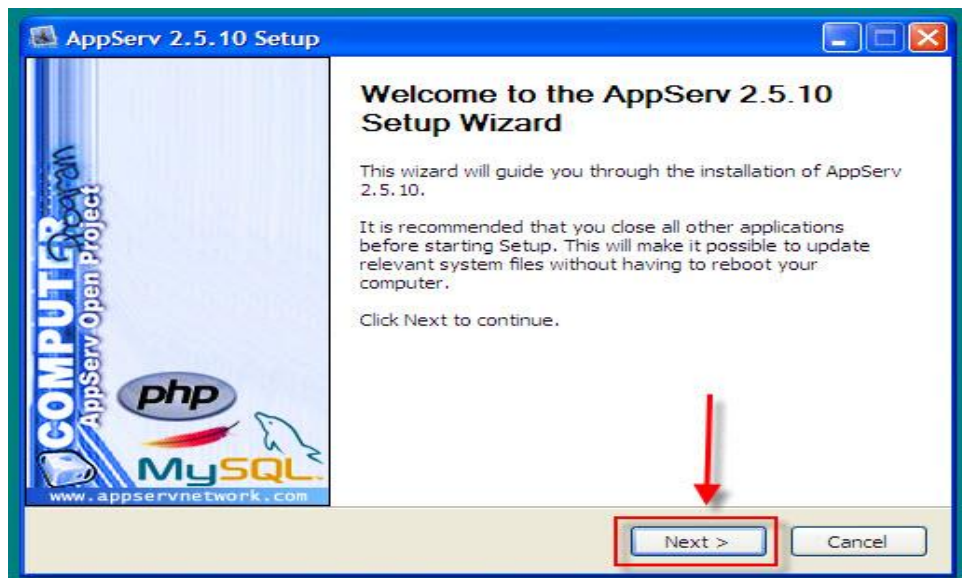 AppServ 2.5.10 Setup
Welcome to the AppServ 2.5.10
Setup Wizard
This wizard will guide you through the installation of AppServ
2.5.10.
It is recommended that you close all other applications
before starting Setup. This will make it possible to update
relevant system files without having to reboot your
computer.
Click Next to continue.
COMPUTER
Program
AppServ Open Project
php
MySQL
www.appservnetwork.com
Next >
Cancel